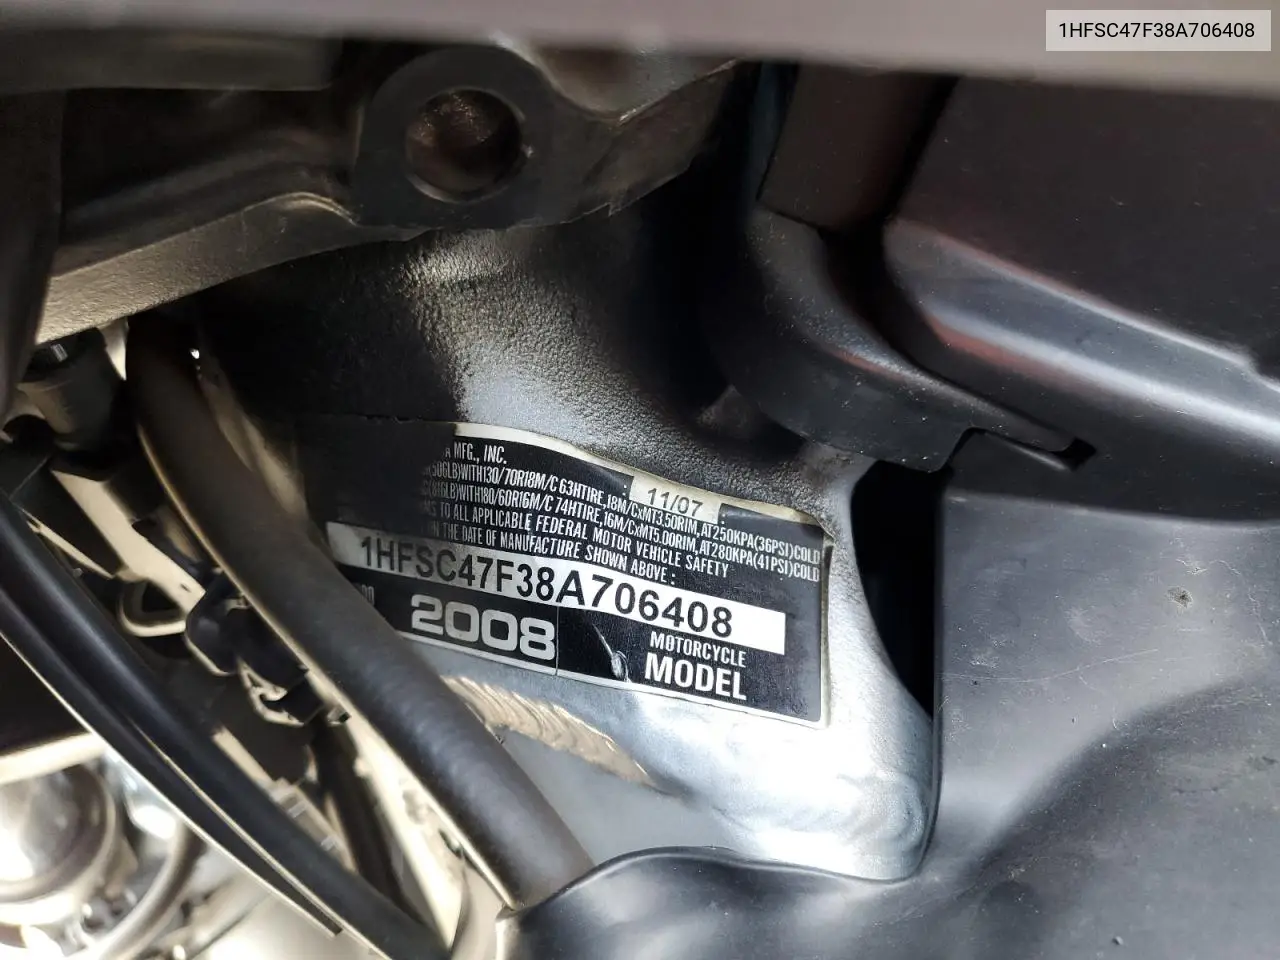 1HFSC47F38A706408
A MFG., INC.
11/07
WITH130/70R18M/C 63HTIRE,18M/CxMT3.50RIM,AT250KPA(36PSI)COLD
WITH180/60R16M/C 74HTIRE,16M/CxMT5.00RIM,AT280KPA(41PSI)COLD
TO ALL APPLICABLE FEDERAL MOTOR VEHICLE SAFETY
THE DATE OF MANUFACTURE SHOWN ABOVE:
1HFSC47F38A706408
2008
MOTORCYCLE
MODEL